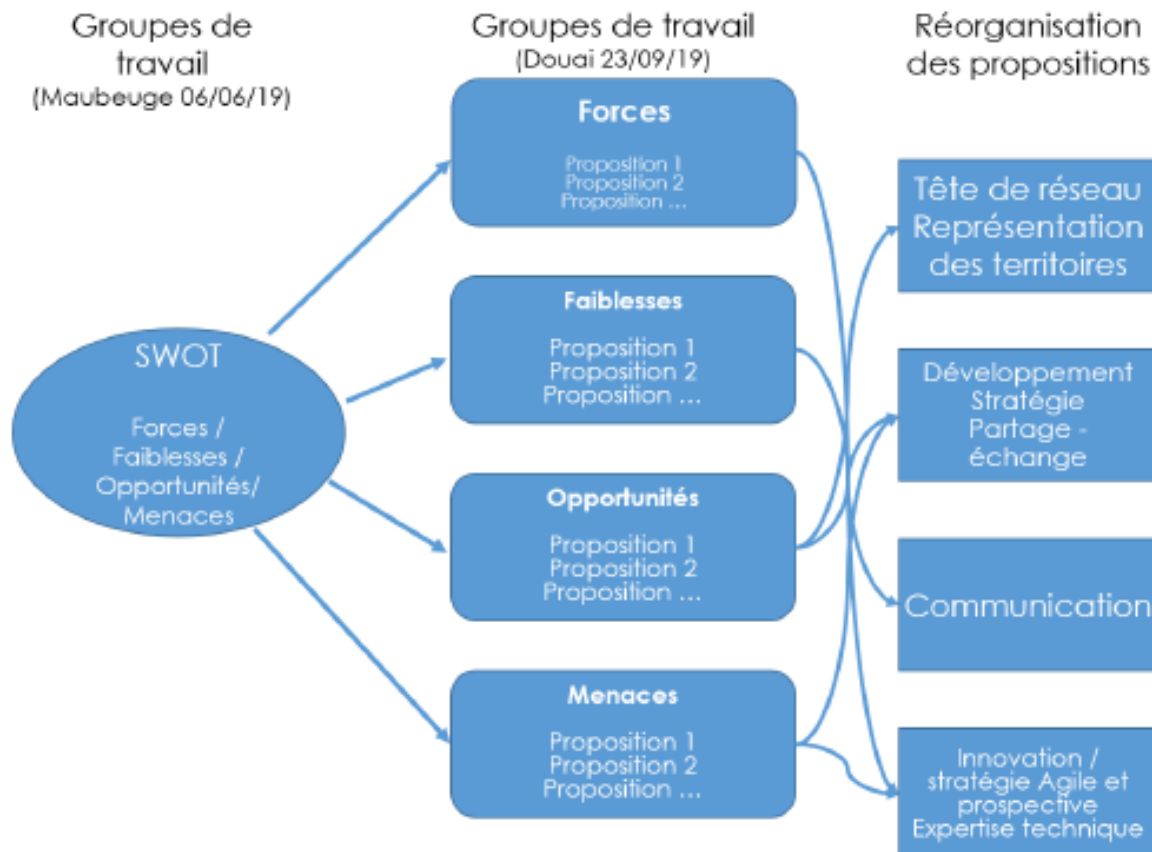 Groupes de
travail
(Maubeuge 06/06/19)
Groupes de travail
(Douai 23/09/19)
Réorganisation
des propositions
SWOT
Forces /
Faiblesses /
Opportunités/
Menaces
Forces
Proposition 1
Proposition 2
Proposition ...
Faiblesses
Proposition 1
Proposition 2
Proposition ...
Opportunités
Proposition 1
Proposition 2
Proposition ...
Menaces
Proposition 1
Proposition 2
Proposition ...
Tête de réseau
Représentation
des territoires
Développement
Stratégie
Partage -
échange
Communication
Innovation /
stratégie Agile et
prospective
Expertise technique